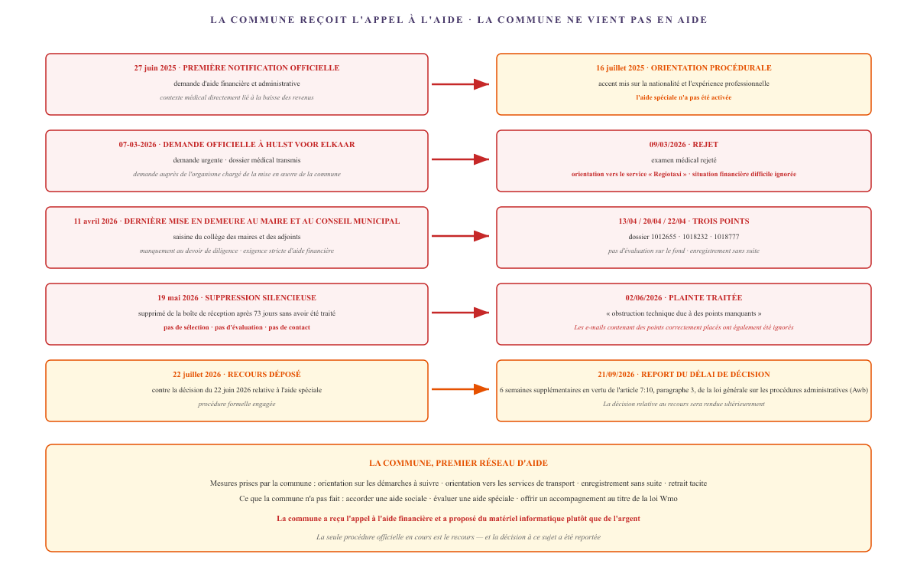 LA COMMUNE REÇOIT L'APPEL À L'AIDE · LA COMMUNE NE VIENT PAS EN AIDE
27 juin 2025 · PREMIÈRE NOTIFICATION OFFICIELLE
demande d'aide financière et administrative
contexte médical directement lié à la baisse des revenus
16 juillet 2025 · ORIENTATION PROCÉDURALE
accent mis sur la nationalité et l'expérience professionnelle
l'aide spéciale n'a pas été activée
07-03-2026 · DEMANDE OFFICIELLE À HULST VOOR ELKAAR
demande urgente · dossier médical transmis
demande auprès de l'organisme chargé de la mise en œuvre de la commune
09/03/2026 · REJET
examen médical rejeté
orientation vers le service « Regiotaxi » · situation financière difficile ignorée
11 avril 2026 · DERNIÈRE MISE EN DEMEURE AU MAIRE ET AU CONSEIL MUNICIPAL
saisine du collège des maires et des adjoints
manquement au devoir de diligence · exigence stricte d'aide financière
13/04 / 20/04 / 22/04 · TROIS POINTS
dossier 1012655 · 1018232 · 1018777
pas d'évaluation sur le fond · enregistrement sans suite
19 mai 2026 · SUPPRESSION SILENCIEUSE
supprimé de la boîte de réception après 73 jours sans avoir été traité
pas de sélection · pas d'évaluation · pas de contact
02/06/2026 · PLAINTE TRAITÉE
« obstruction technique due à des points manquants »
Les e-mails contenant des points correctement placés ont également été ignorés
22 juillet 2026 · RECOURS DÉPOSÉ
contre la décision du 22 juin 2026 relative à l'aide spéciale
procédure formelle engagée
21/09/2026 · REPORT DU DÉLAI DE DÉCISION
6 semaines supplémentaires en vertu de l'article 7:10, paragraphe 3, de la loi générale sur les procédures administratives (Awb)
La décision relative au recours sera rendue ultérieurement
LA COMMUNE, PREMIER RÉSEAU D'AIDE
Mesures prises par la commune : orientation sur les démarches à suivre · orientation vers les services de transport · enregistrement sans suite · retrait tacite
Ce que la commune n'a pas fait : accorder une aide sociale · évaluer une aide spéciale · offrir un accompagnement au titre de la loi Wmo
La commune a reçu l'appel à l'aide financière et a proposé du matériel informatique plutôt que de l'argent
La seule procédure officielle en cours est le recours — et la décision à ce sujet a été reportée